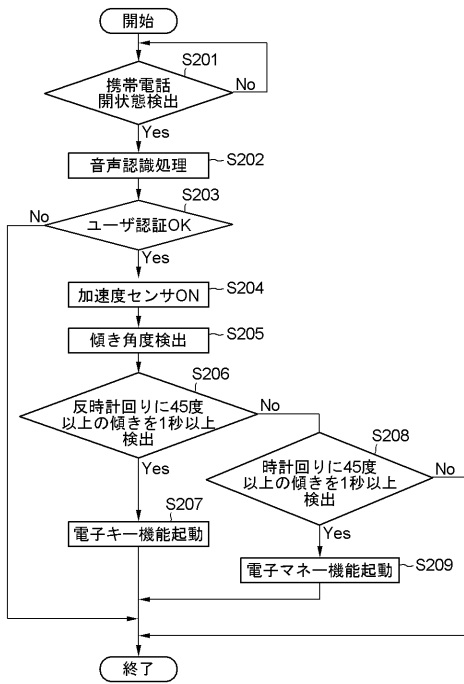 開始
S201
携帯電話
開状態検出
No
Yes
音声認識処理
S202
S203
No
ユーザ認証OK
Yes
加速度センサON
S204
傾き角度検出
S205
S206
反時計回りに45度
以上の傾きを1秒以上
検出
No
Yes
S208
時計回りに45度
以上の傾きを1秒以上
検出
No
Yes
S207
電子キー機能起動
電子マネー機能起動
S209
終了